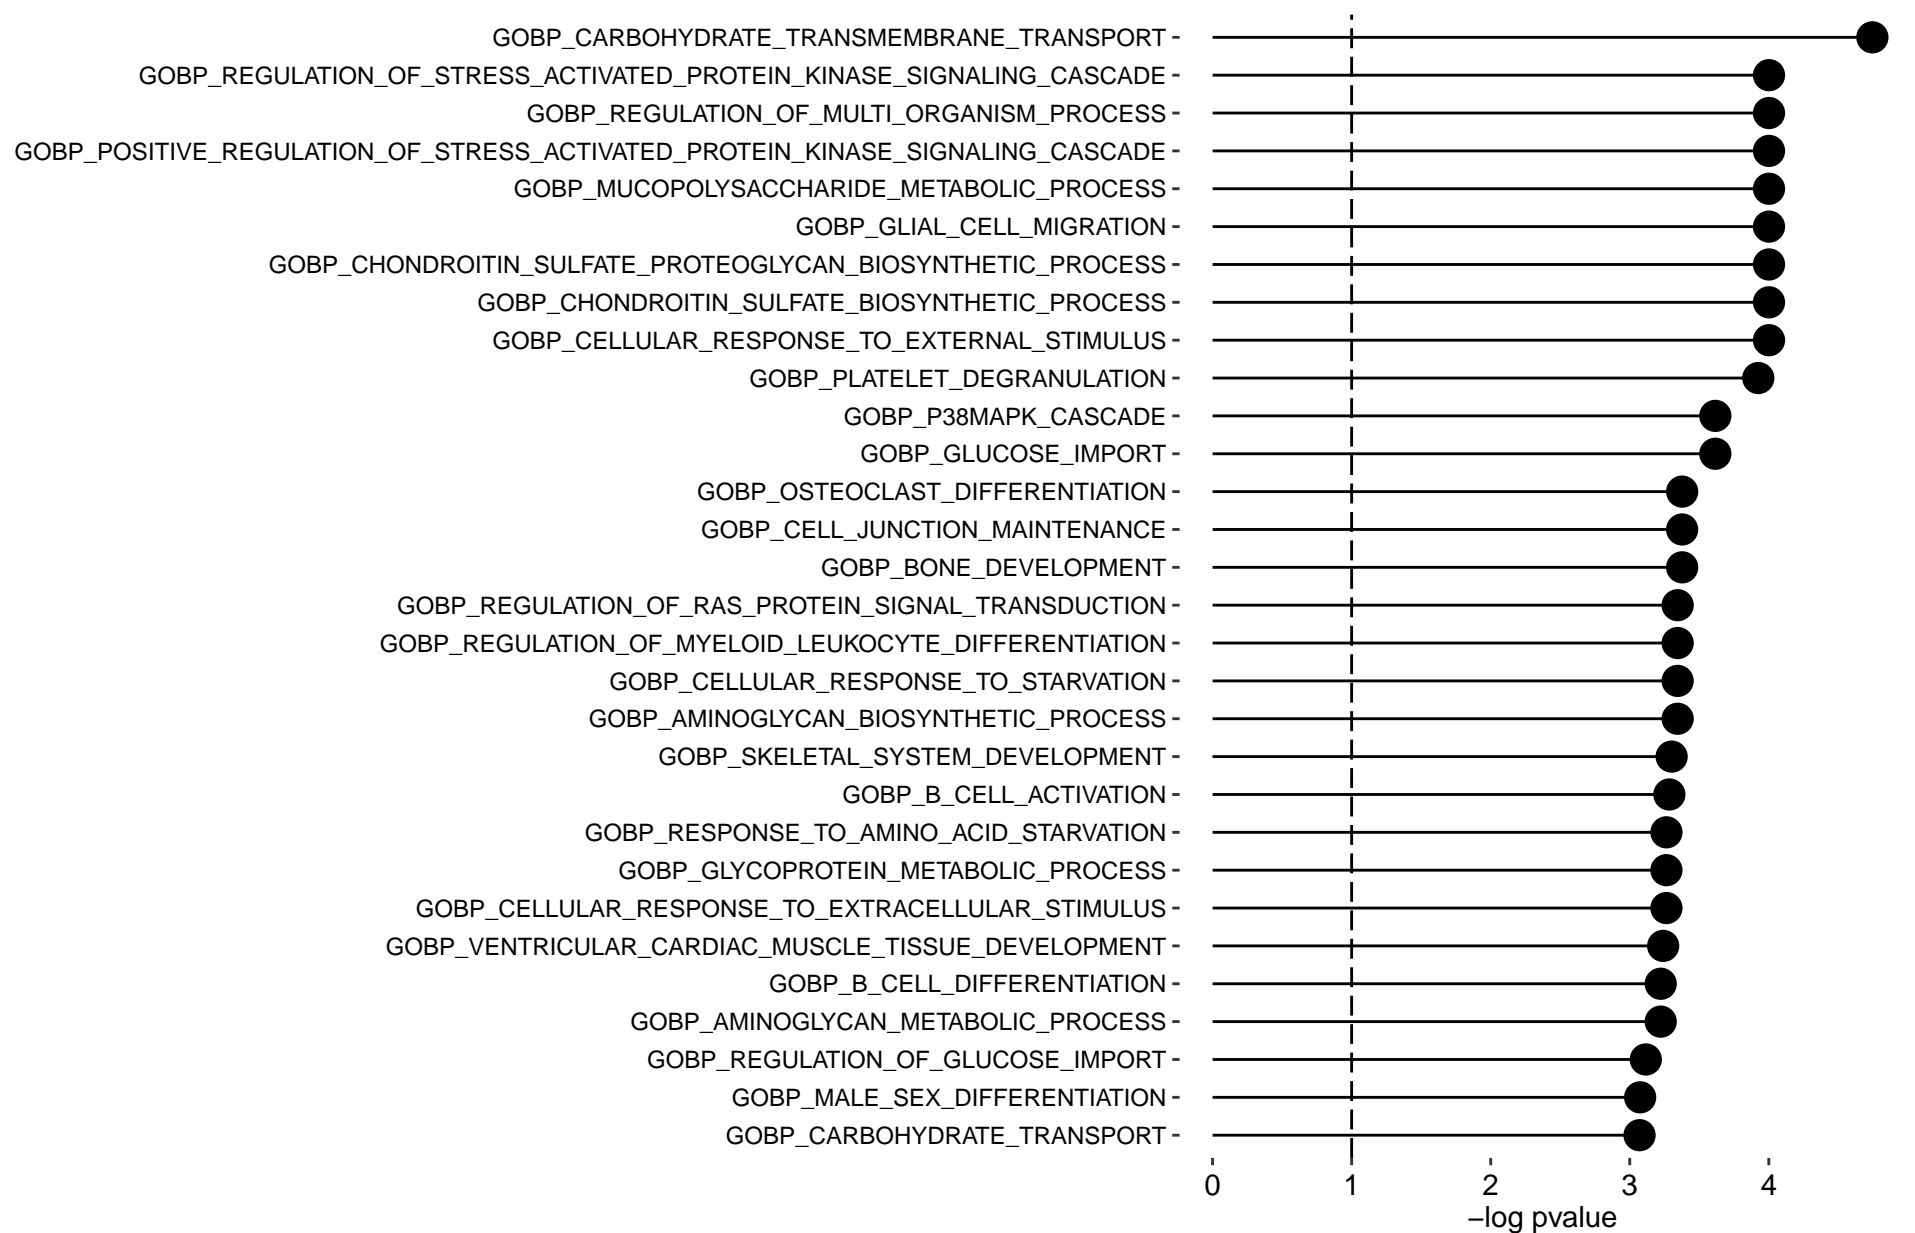 GOBP_CARBOHYDRATE_TRANSMEMBRANE_TRANSPORT
GOBP_REGULATION_OF_STRESS_ACTIVATED_PROTEIN_KINASE_SIGNALING_CASCADE
GOBP_REGULATION_OF_MULTI_ORGANISM_PROCESS
GOBP_POSITIVE_REGULATION_OF_STRESS_ACTIVATED_PROTEIN_KINASE_SIGNALING_CASCADE
GOBP_MUCOPOLYSACCHARIDE_METABOLIC_PROCESS
GOBP_GLIAL_CELL_MIGRATION
GOBP_CHONDROITIN_SULFATE_PROTEOGLYCAN_BIOSYNTHETIC_PROCESS
GOBP_CHONDROITIN_SULFATE_BIOSYNTHETIC_PROCESS
GOBP_CELLULAR_RESPONSE_TO_EXTERNAL_STIMULUS
GOBP_PLATELET_DEGRANULATION
GOBP_P38MAPK_CASCADE
GOBP_GLUCOSE_IMPORT
GOBP_OSTEOCLAST_DIFFERENTIATION
GOBP_CELL_JUNCTION_MAINTENANCE
GOBP_BONE_DEVELOPMENT
GOBP_REGULATION_OF_RAS_PROTEIN_SIGNAL_TRANSDUCTION
GOBP_REGULATION_OF_MYELOID_LEUKOCYTE_DIFFERENTIATION
GOBP_CELLULAR_RESPONSE_TO_STARVATION
GOBP_AMINOGLYCAN_BIOSYNTHETIC_PROCESS
GOBP_SKELETAL_SYSTEM_DEVELOPMENT
GOBP_B_CELL_ACTIVATION
GOBP_RESPONSE_TO_AMINO_ACID_STARVATION
GOBP_GLYCOPROTEIN_METABOLIC_PROCESS
GOBP_CELLULAR_RESPONSE_TO_EXTRACELLULAR_STIMULUS
GOBP_VENTRICULAR_CARDIAC_MUSCLE_TISSUE_DEVELOPMENT
GOBP_B_CELL_DIFFERENTIATION
GOBP_AMINOGLYCAN_METABOLIC_PROCESS
GOBP_REGULATION_OF_GLUCOSE_IMPORT
GOBP_MALE_SEX_DIFFERENTIATION
GOBP_CARBOHYDRATE_TRANSPORT
0 1 2 3 4
−log pvalue